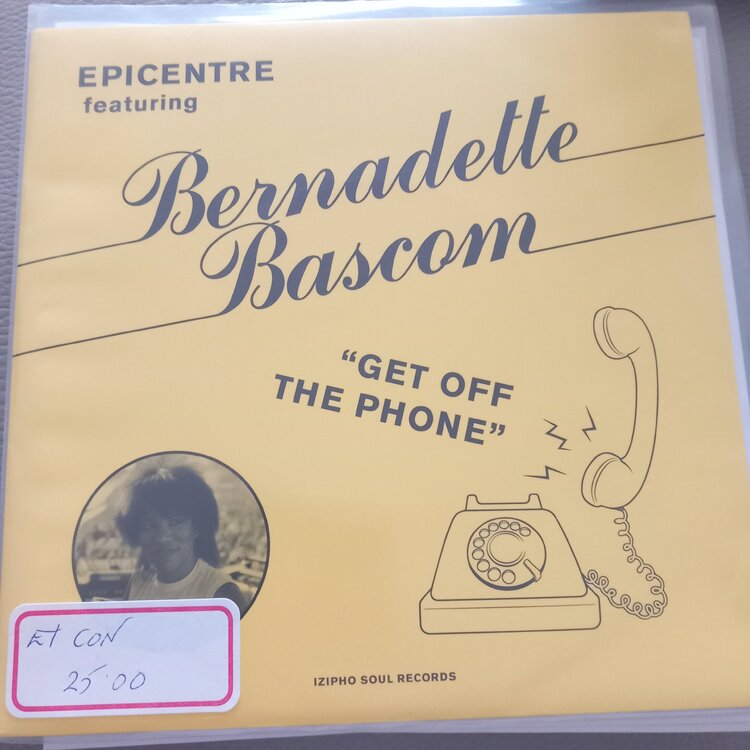 EPICENTRE
featuring
Bernadette
Bascom
“GET OFF
THE PHONE”
EX CON
25.00
IZIPHO SOUL RECORDS